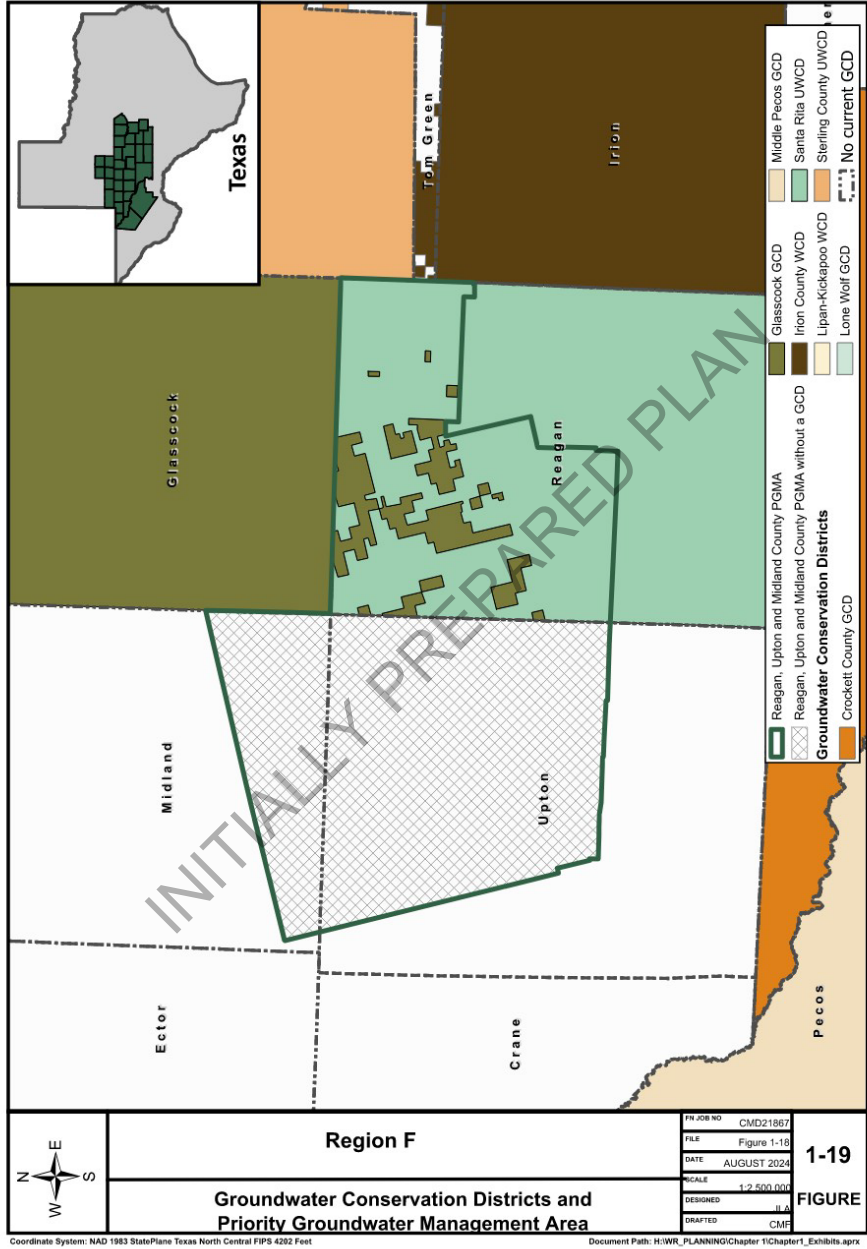 Texas
Glasscock
Tom Green
Irion
Reagan
Midland
Upton
Ector
Crane
Pecos
INITIALLY PREPARED PLAN
Reagan, Upton and Midland County PGMA
Reagan, Upton and Midland County PGMA without a GCD
Groundwater Conservation Districts
Crockett County GCD
Glasscock GCD
Irion County WCD
Lipan-Kickapoo WCD
Lone Wolf GCD
Middle Pecos GCD
Santa Rita UWCD
Sterling County UWCD
No current GCD
N
E
S
W
Region F
Groundwater Conservation Districts and
Priority Groundwater Management Area
FN JOB NO CMD21867
FILE Figure 1-18
DATE AUGUST 2024
SCALE 1:2,500,000
DESIGNED JLA
DRAFTED CMF
1-19
FIGURE
Coordinate System: NAD 1983 StatePlane Texas North Central FIPS 4202 Feet
Document Path: H:\WR_PLANNING\Chapter 1\Chapter1_Exhibits.aprx